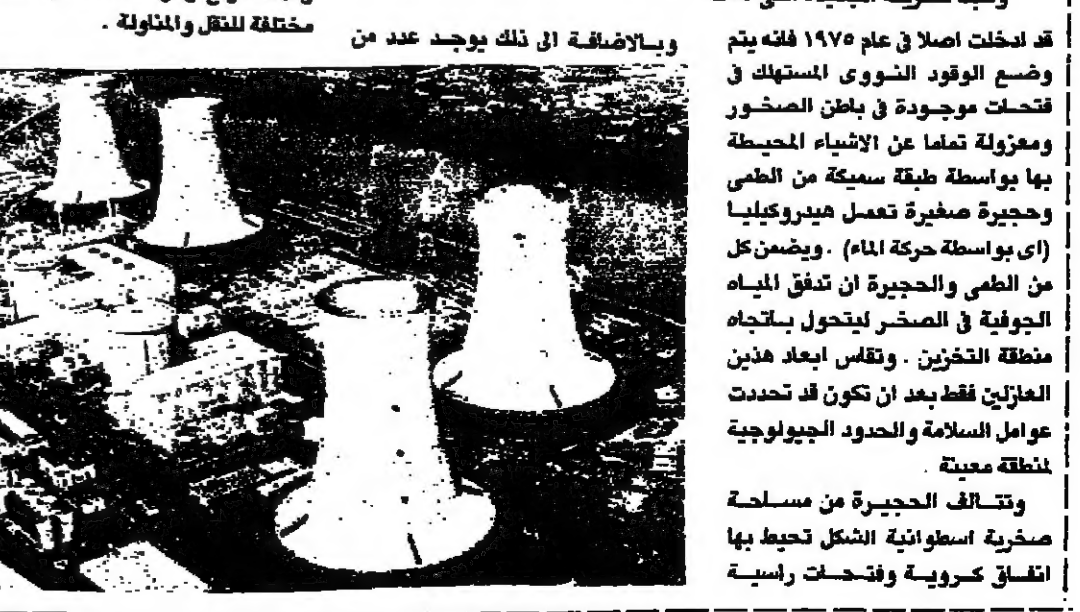 قد ادخلت اصلا في عام ١٩٧٥ فانه يتم
وضع الوقود النووى المستهلك في
فتحات موجودة في باطن الصخور
ومعزولة تماما عن الاشياء المحيطة
بها بواسطة طبقة سميكة من الطمى
وحجيرة صغيرة تعمل هيدروكيليا
(اى بواسطة حركة الماء) . ويضمن كل
من الطمى والحجيرة ان تدفق المياه
الجوفية في الصخر ليتحول باتجاه
منطقة التخزين . وتقاس ابعاد هذين
العازلين فقط بعد ان تكون قد تحددت
عوامل السلامة والحدود الجيولوجية
لمنطقة معينة .
وتتالف الحجيرة من مساحة
صخرية اسطوانية الشكل تحيط بها
انفاق كروية وفتحات راسية
وبالاضافة الى ذلك يوجد عدد من
مختلفة للنقل والمناولة .